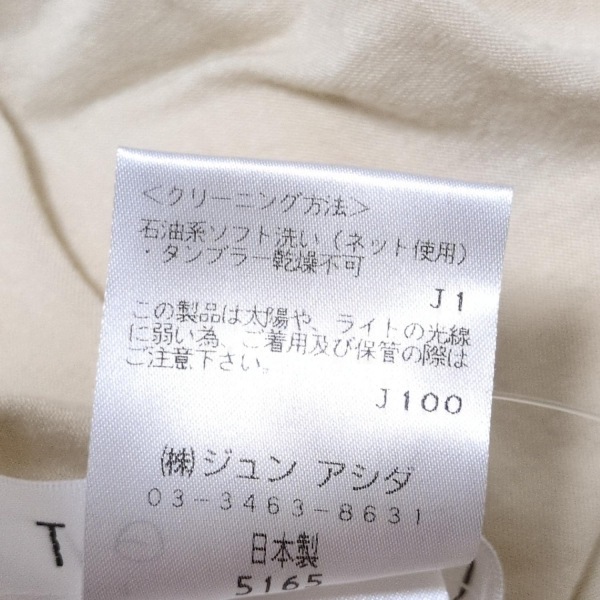 ＜クリーニング方法＞
石油系ソフト洗い（ネット使用）
・タンブラー乾燥不可
J1
この製品は太陽や、ライトの光線
に弱い為、ご着用及び保管の際は
ご注意下さい。
J100
㈱ジュン アシダ
03-3463-8631
日本製
5165
T